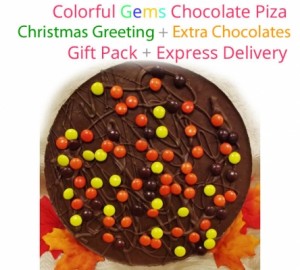 Colorful Gems Chocolate Piza
Christmas Greeting + Extra Chocolates
Gift Pack + Express Delivery